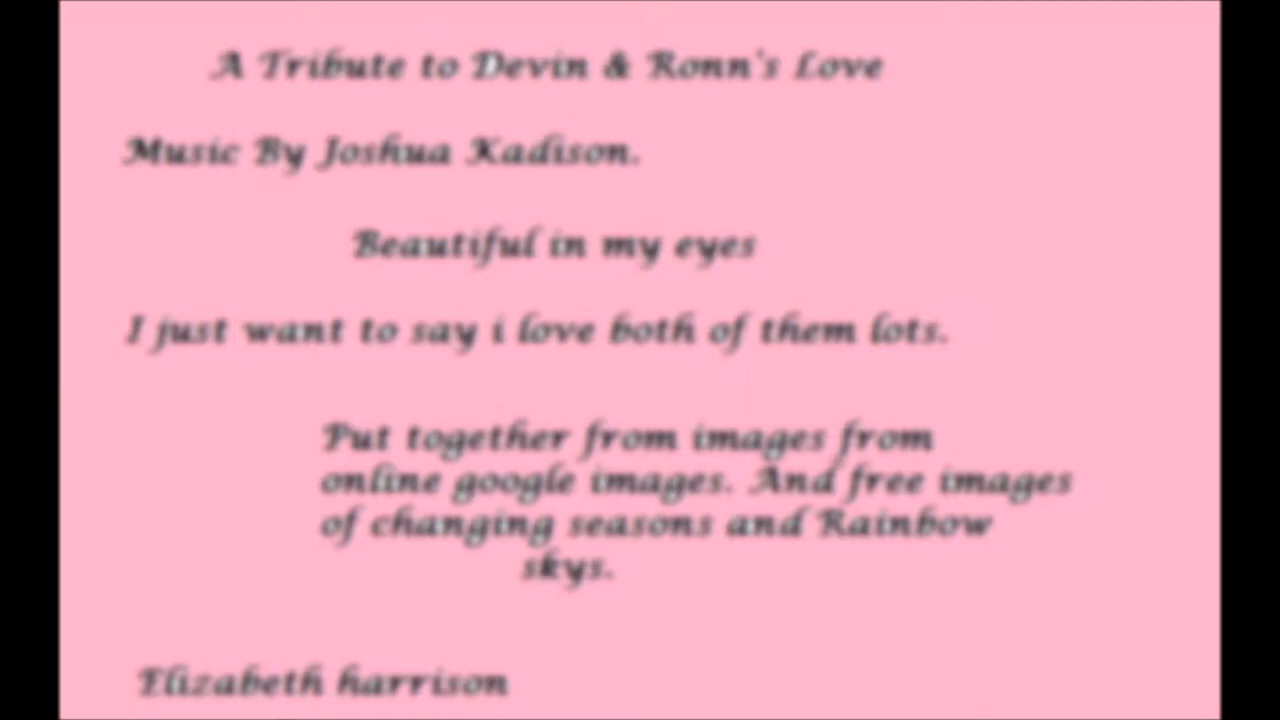 A Tribute to Devin & Ronn's Love
Music By Joshua Kadison.
Beautiful in my eyes
I just want to say i love both of them lots.
Put together from images from
online google images. And free images
of changing seasons and Rainbow
skys.
Elizabeth harrison